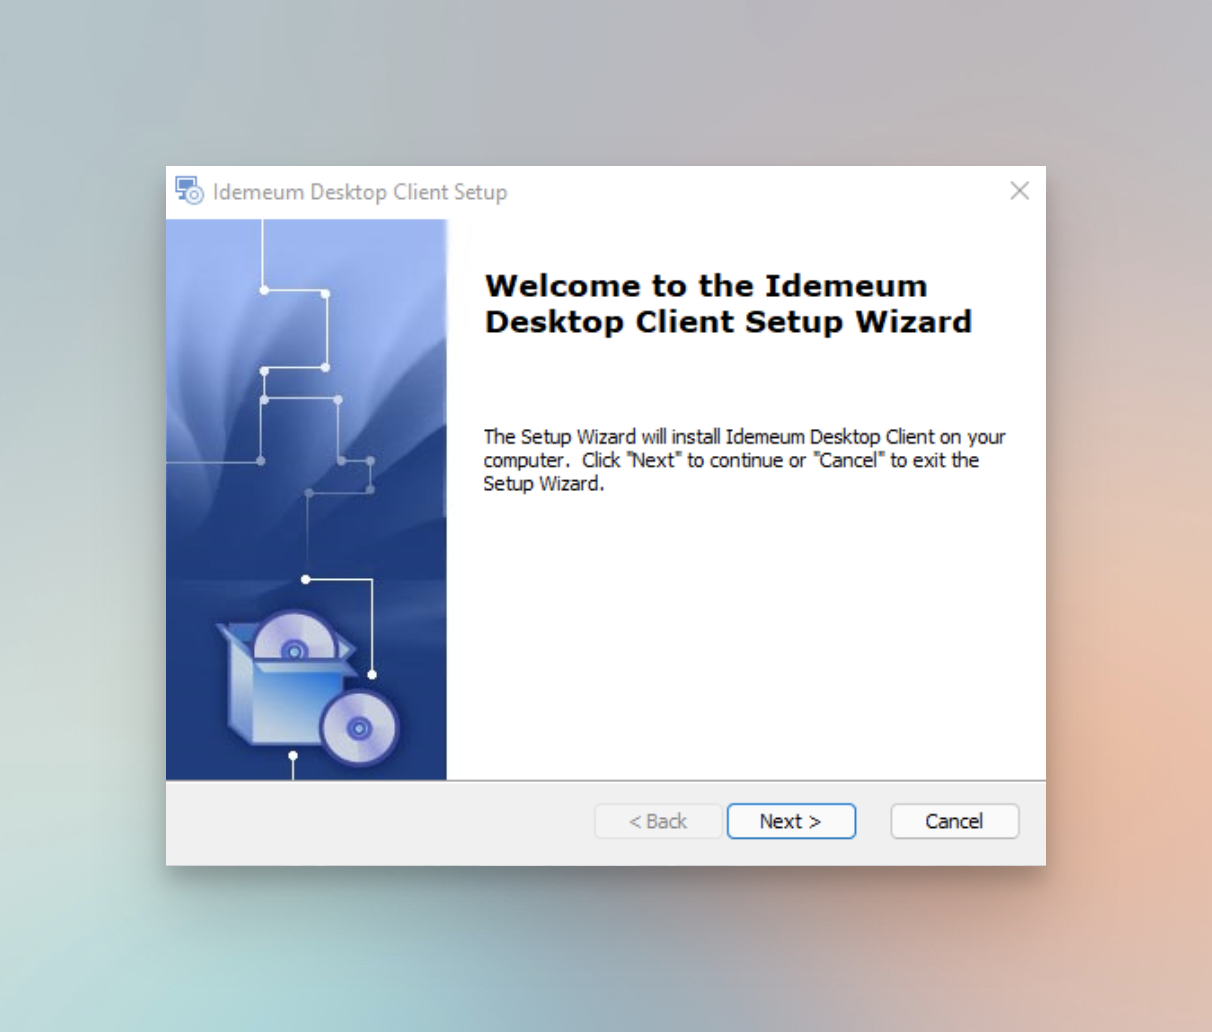 Idemeum Desktop Client Setup
Welcome to the Idemeum
Desktop Client Setup Wizard
The Setup Wizard will install Idemeum Desktop Client on your
computer.  Click "Next" to continue or "Cancel" to exit the
Setup Wizard.
< Back
Next >
Cancel